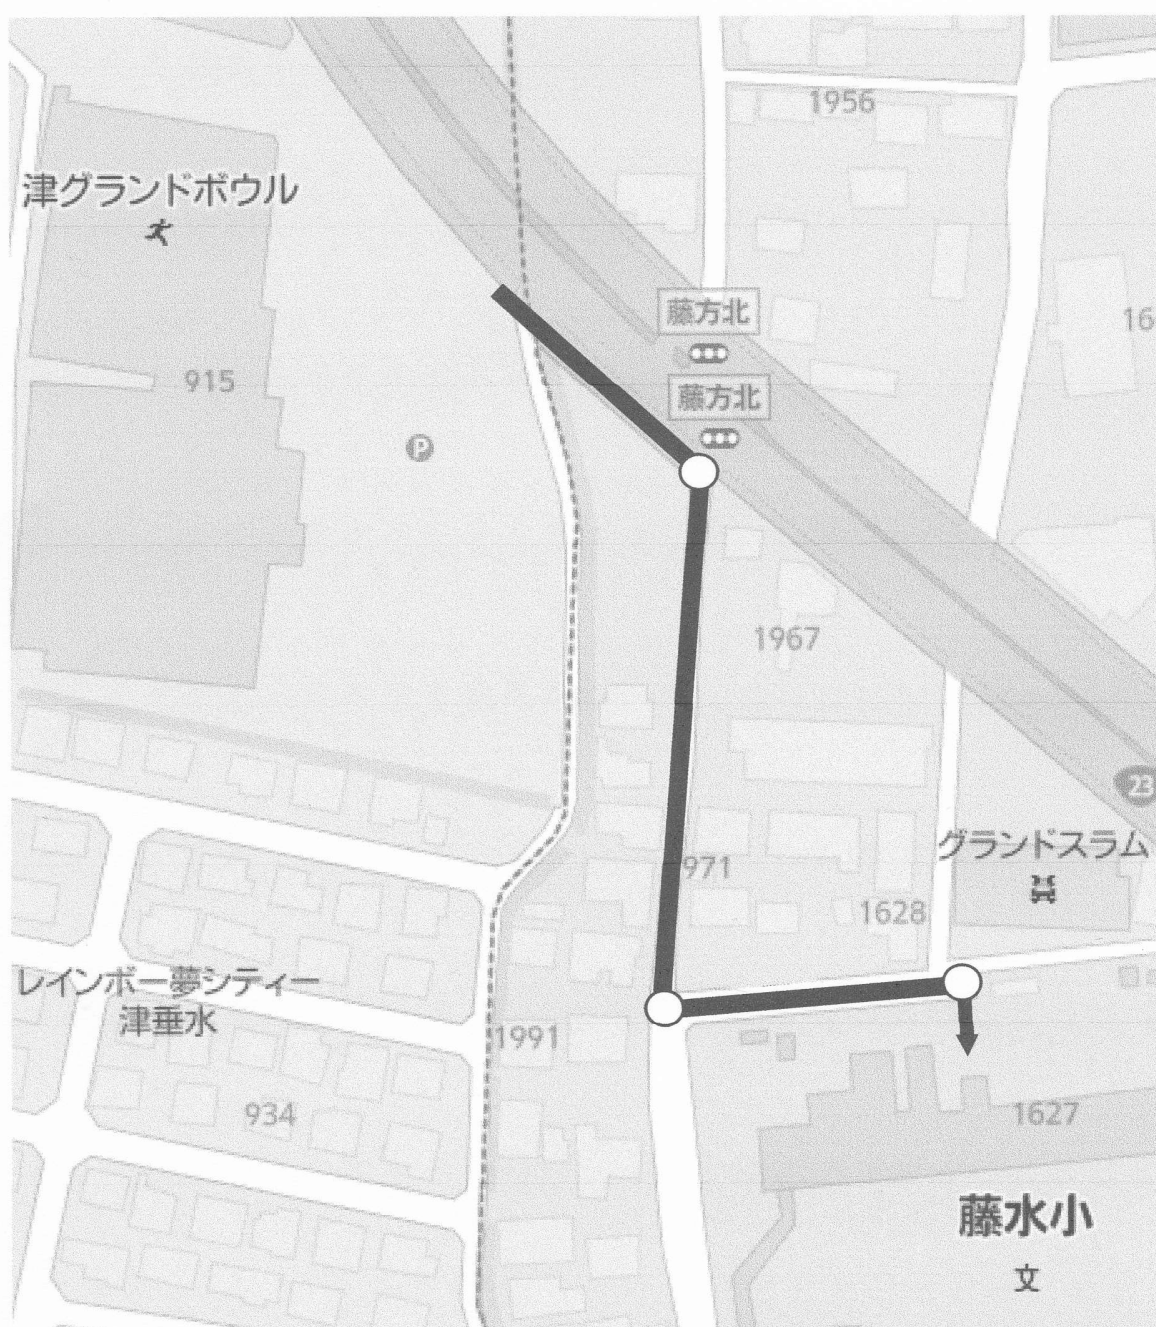 1956
津グランドボウル
藤方北
16
915
藤方北
P
1967
23
グランドスラム
971
1628
レインボー夢シティー
津垂水
1991
934
1627
藤水小
文